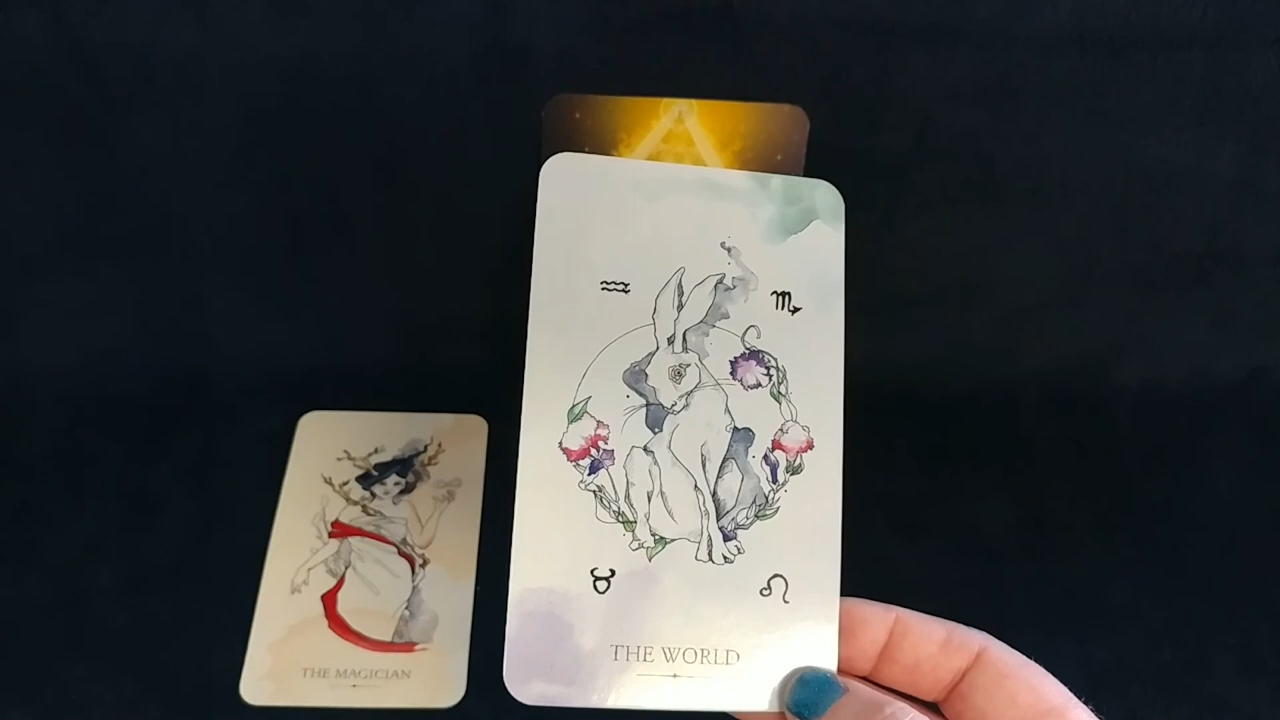 ♒ ♏
♉ ♌
THE WORLD
THE MAGICIAN